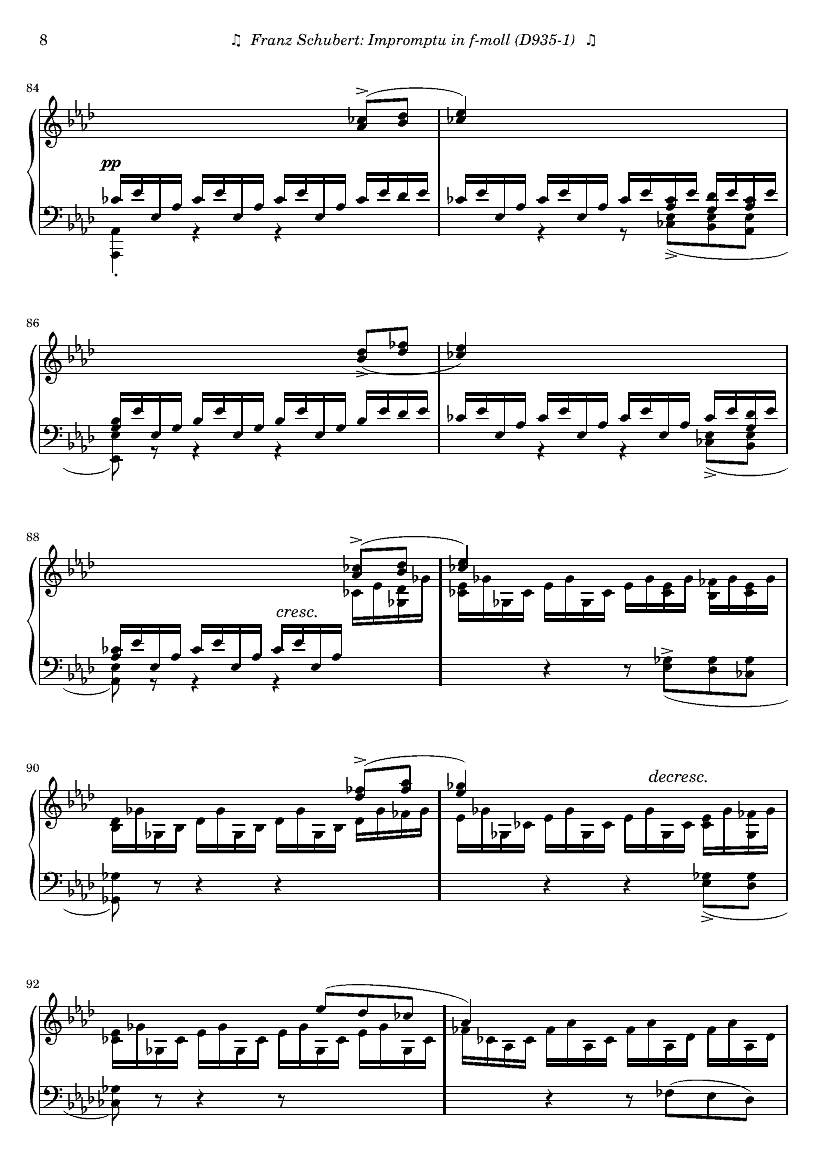 8
♫ Franz Schubert: Impromptu in f-moll (D935-1) ♫
84
pp
86
88
cresc.
90
decresc.
92